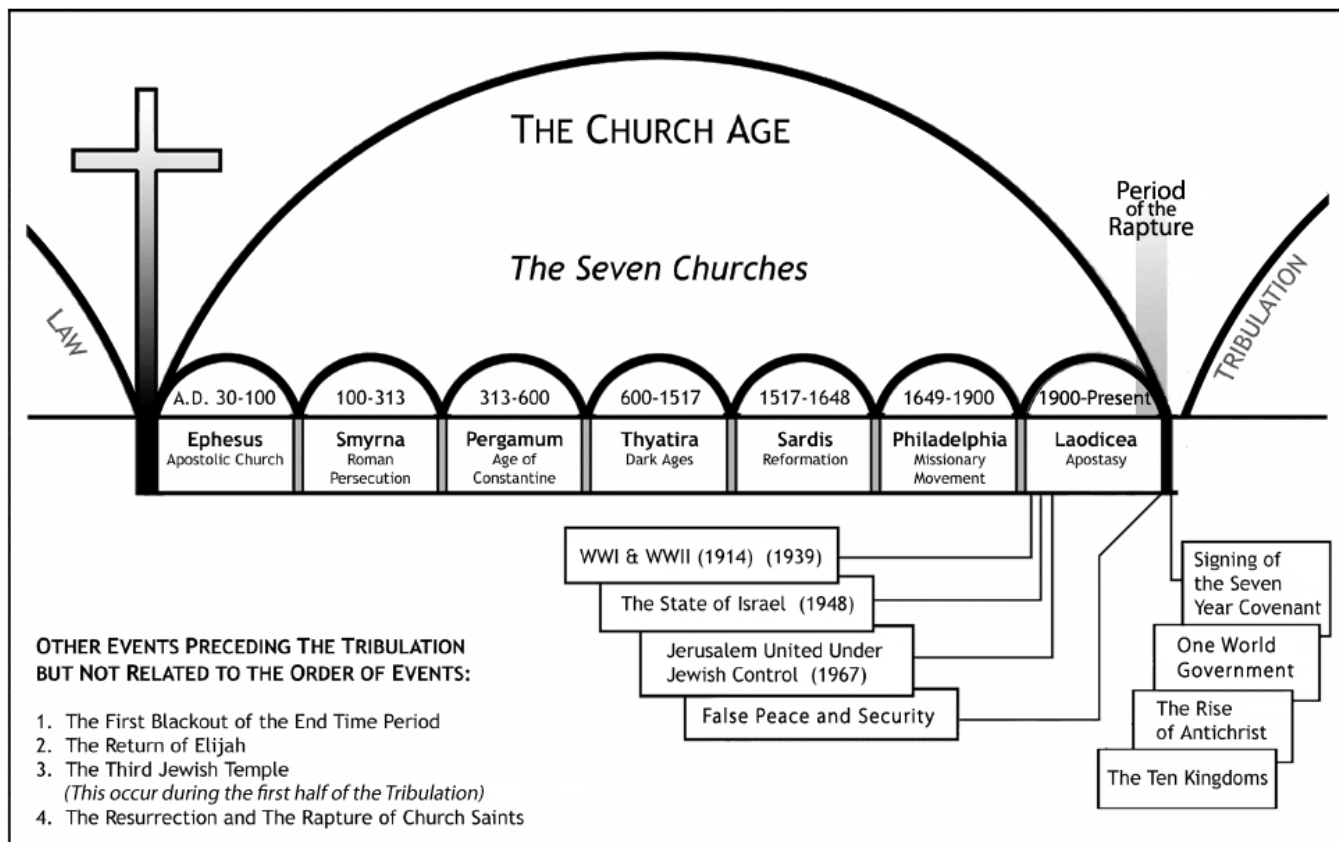 THE CHURCH AGE
Period
of the
Rapture
The Seven Churches
LAW
TRIBULATION
A.D. 30-100
100-313
313-600
600-1517
1517-1648
1649-1900
1900-Present
Ephesus
Apostolic Church
Smyrna
Roman
Persecution
Pergamum
Age of
Constantine
Thyatira
Dark Ages
Sardis
Reformation
Philadelphia
Missionary
Movement
Laodicea
Apostasy
WWI & WWII (1914) (1939)
The State of Israel (1948)
Jerusalem United Under
Jewish Control (1967)
False Peace and Security
Signing of
the Seven
Year Covenant
One World
Government
The Rise
of Antichrist
The Ten Kingdoms
OTHER EVENTS PRECEDING THE TRIBULATION
BUT NOT RELATED TO THE ORDER OF EVENTS:
1. The First Blackout of the End Time Period
2. The Return of Elijah
3. The Third Jewish Temple
(This occur during the first half of the Tribulation)
4. The Resurrection and The Rapture of Church Saints